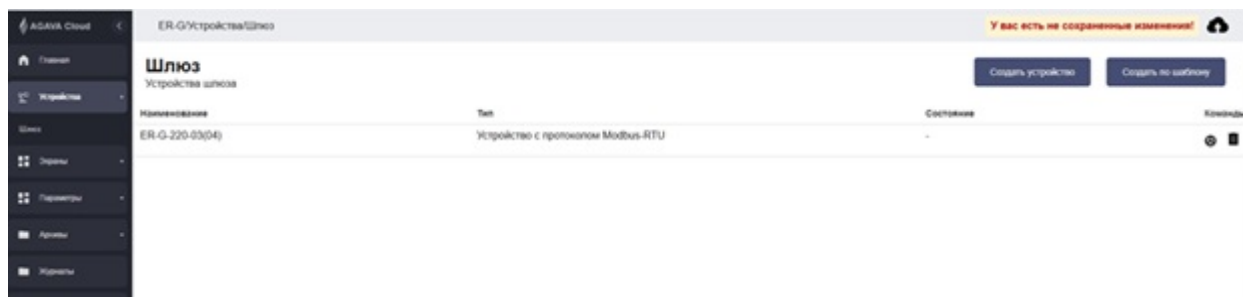 AGAVA Cloud
ER-G/Устройства/Шлюз
У вас есть не сохраненные изменения!
Главная
Шлюз
Устройства шлюза
Создать устройство
Создать по шаблону
Устройства
Наименование Тип Состояние Команды
Шлюз
ER-G-220-03(04) Устройство с протоколом Modbus-RTU -
Экраны
Параметры
Архивы
Журналы